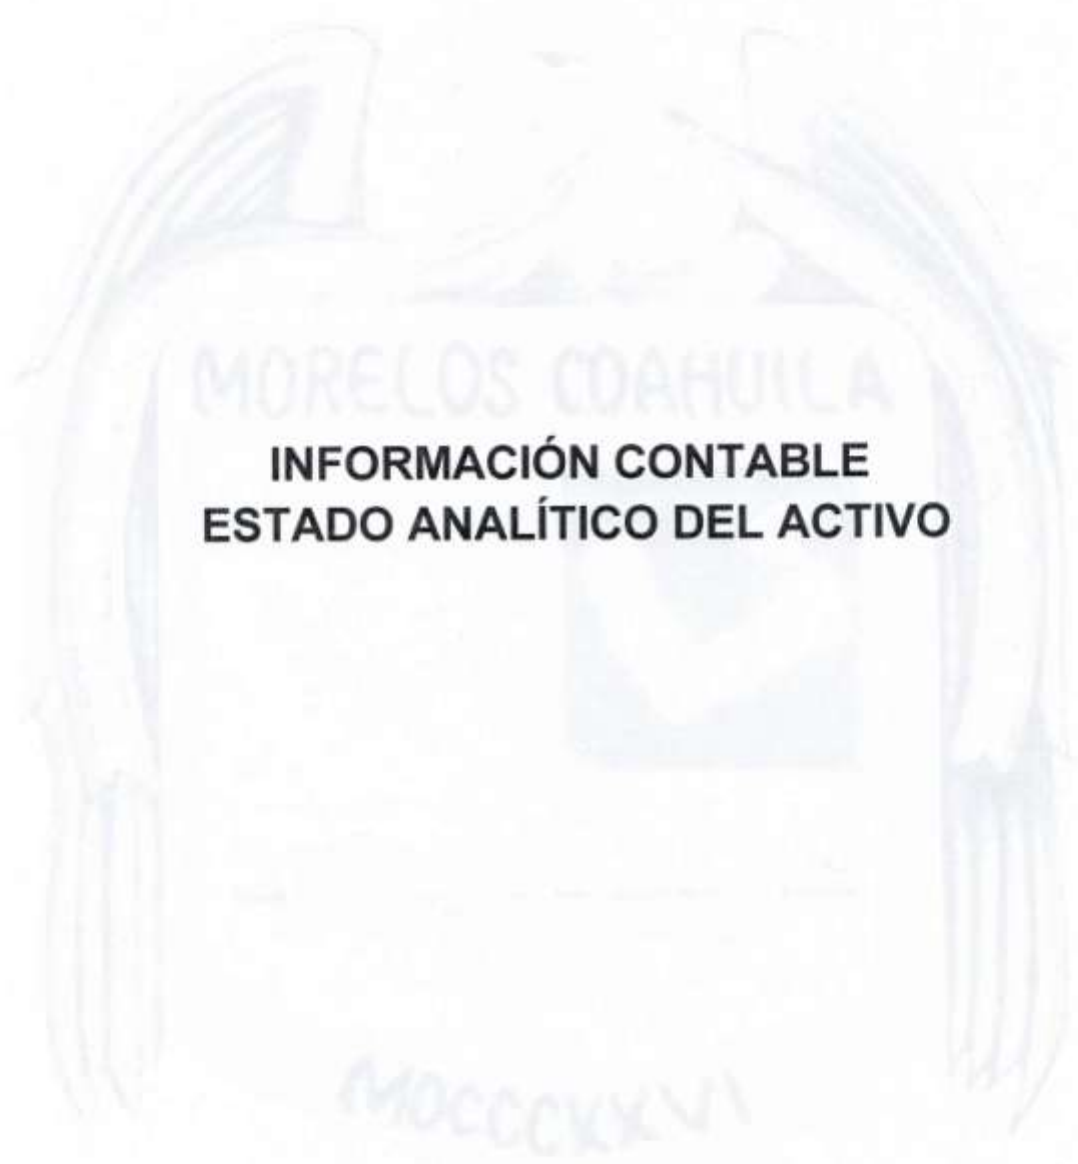 MORELOS COAHUILA
INFORMACIÓN CONTABLE
ESTADO ANALÍTICO DEL ACTIVO
MDCCCXXVI